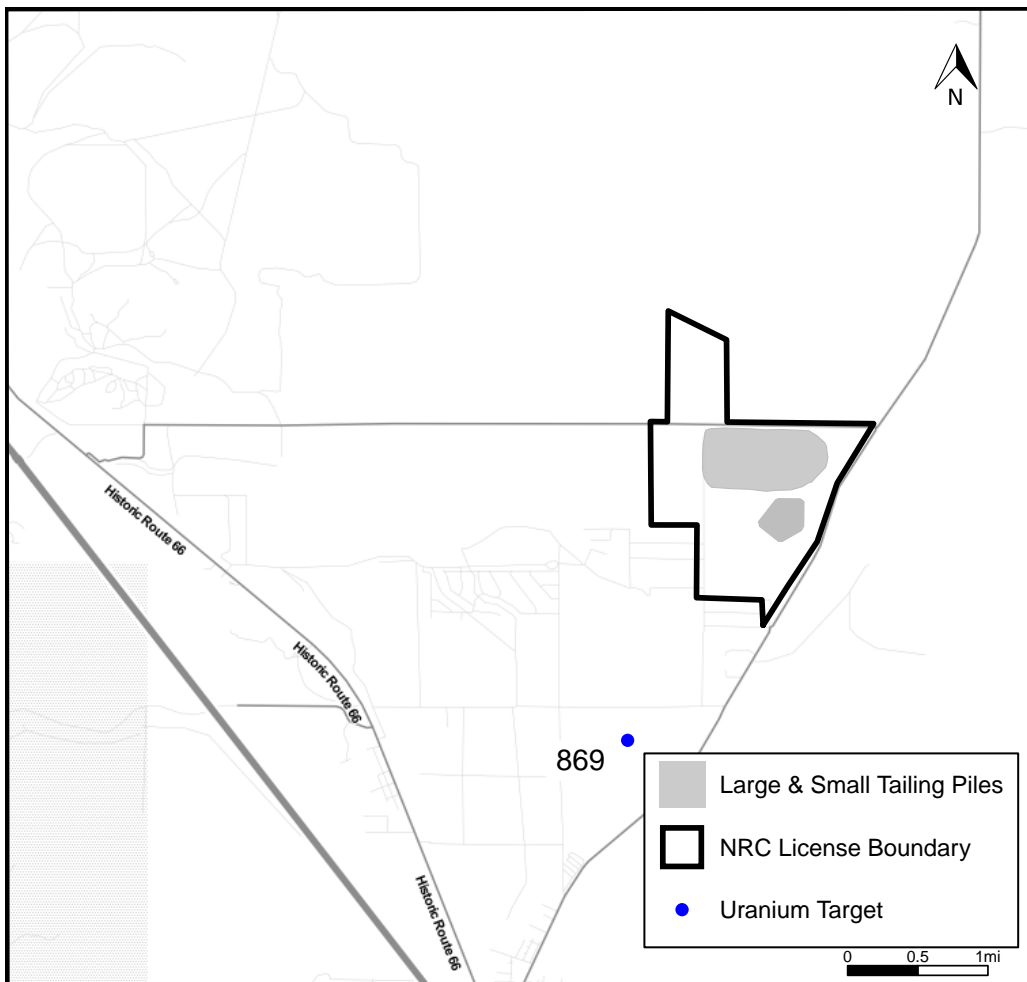 N
Historic Route 66
Historic Route 66
869
Large & Small Tailing Piles
NRC License Boundary
Uranium Target
Historic Route 66
0 0.5 1mi